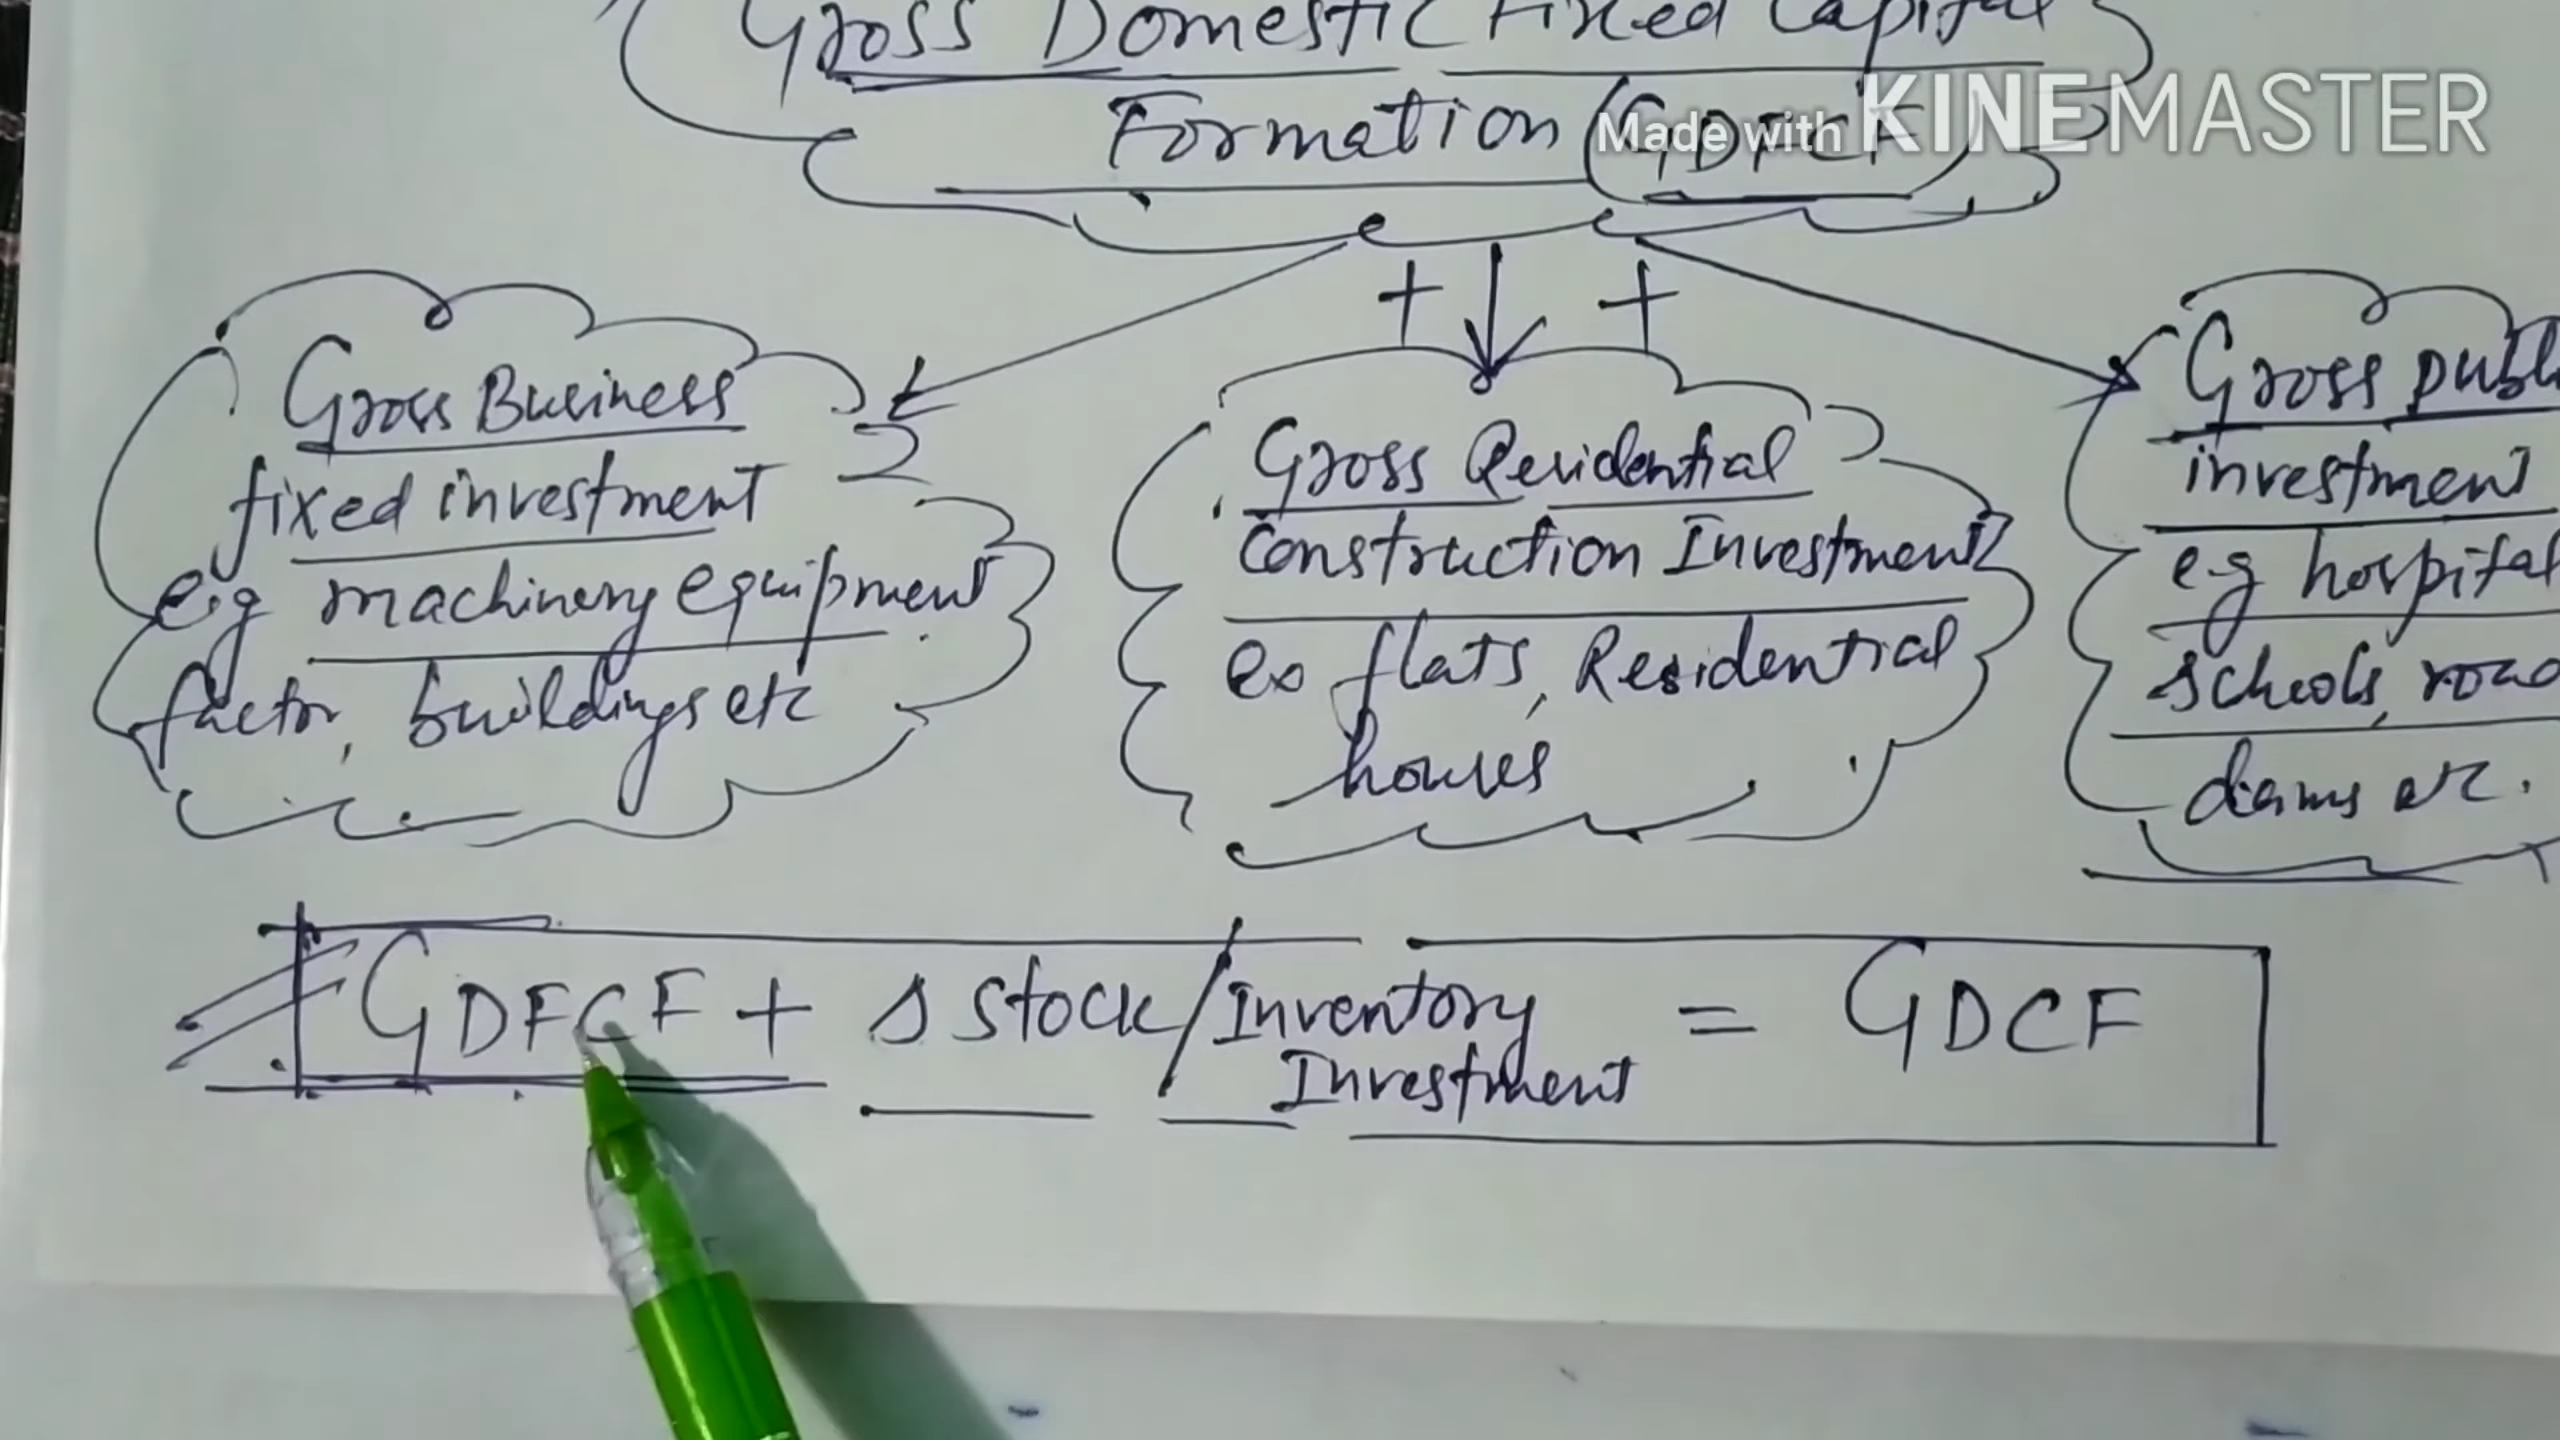 Gross Domestic Fixed Capital
Formation (GDFCF)
Made with KINEMASTER
+ +
Gross Business
fixed investment
e.g machinery equipment
factor, buildings etc
Gross Residential
Construction Investment
ex flats, Residential
houses
Gross publi
investment
e.g hospital
schools, road
dams etc.
GDFCF + Δ Stock/Inventory = GDCF
Investment